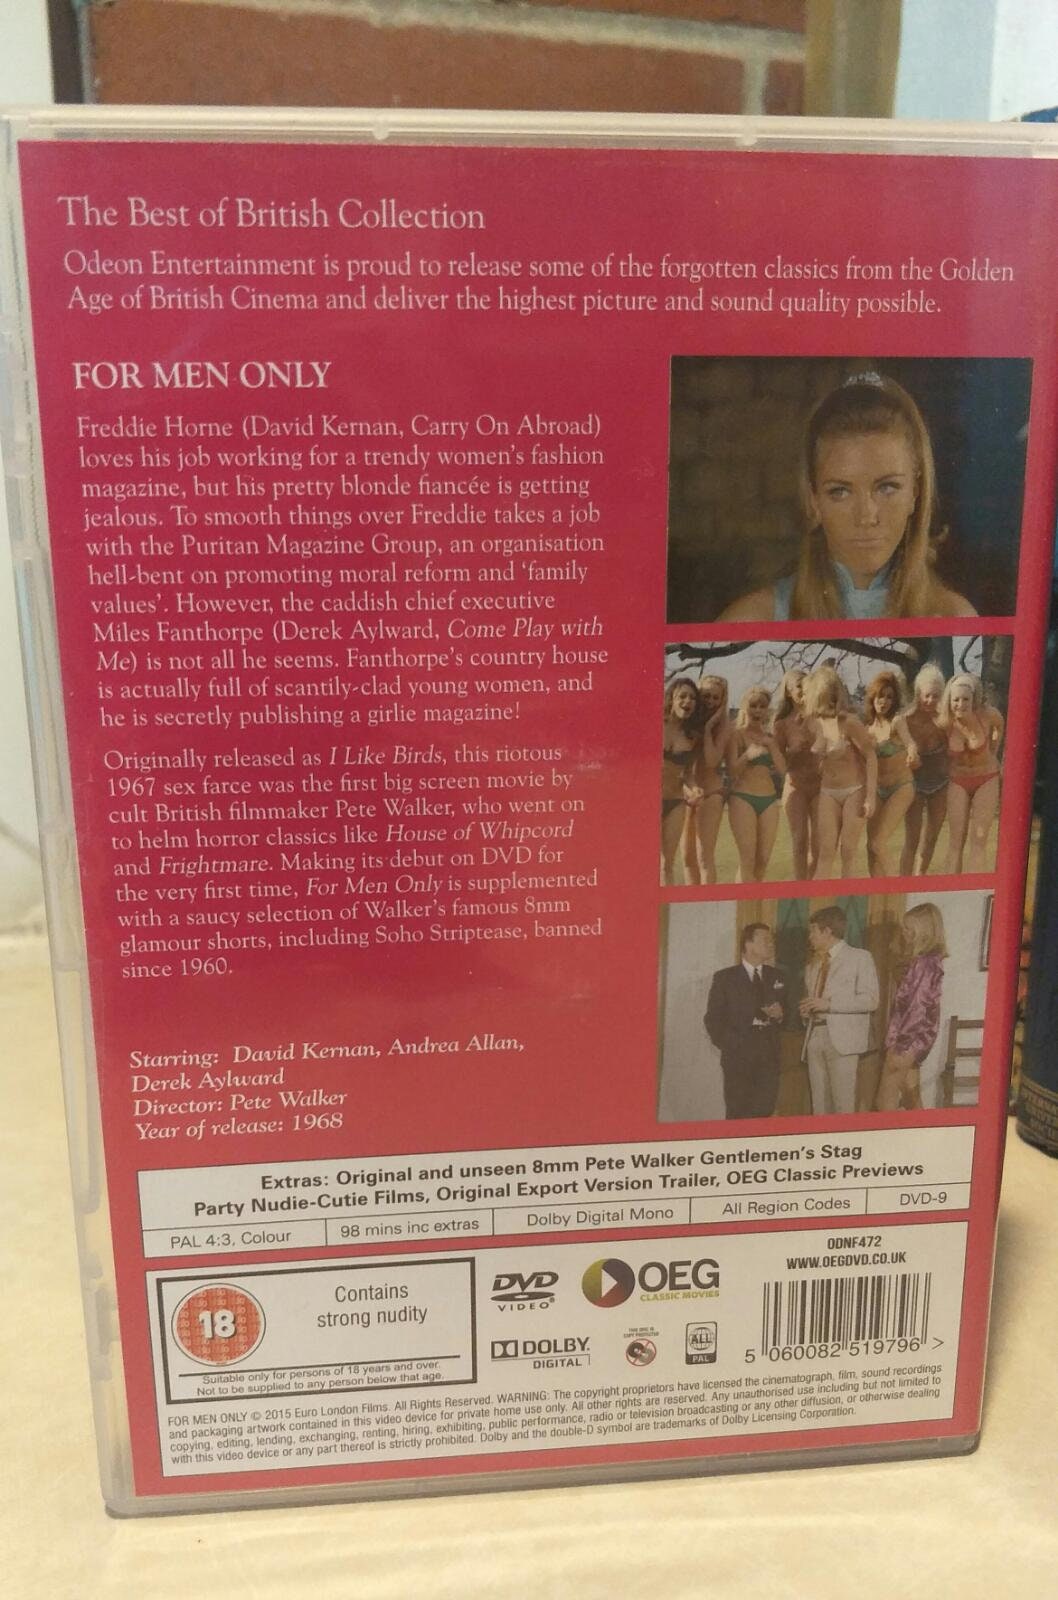 The Best of British Collection
Odeon Entertainment is proud to release some of the forgotten classics from the Golden
Age of British Cinema and deliver the highest picture and sound quality possible.
FOR MEN ONLY
Freddie Horne (David Kernan, Carry On Abroad)
loves his job working for a trendy women's fashion
magazine, but his pretty blonde fiancée is getting
jealous. To smooth things over Freddie takes a job
with the Puritan Magazine Group, an organisation
hell-bent on promoting moral reform and 'family
values'. However, the caddish chief executive
Miles Fanthorpe (Derek Aylward, Come Play with
Me) is not all he seems. Fanthorpe's country house
is actually full of scantily-clad young women, and
he is secretly publishing a girlie magazine!
Originally released as I Like Birds, this riotous
1967 sex farce was the first big screen movie by
cult British filmmaker Pete Walker, who went on
to helm horror classics like House of Whipcord
and Frightmare. Making its debut on DVD for
the very first time, For Men Only is supplemented
with a saucy selection of Walker's famous 8mm
glamour shorts, including Soho Striptease, banned
since 1960.
Starring: David Kernan, Andrea Allan,
Derek Aylward
Director: Pete Walker
Year of release: 1968
Extras: Original and unseen 8mm Pete Walker Gentlemen's Stag
Party Nudie-Cutie Films, Original Export Version Trailer, OEG Classic Previews
PAL 4:3, Colour
98 mins inc extras
Dolby Digital Mono
All Region Codes
DVD-9
18
Contains
strong nudity
Suitable only for persons of 18 years and over.
Not to be supplied to any person below that age.
DVD
VIDEO
OEG
CLASSIC MOVIES
DOLBY
DIGITAL
THIS DISC IS
COPY PROTECTED
ALL
PAL
ODNF472
WWW.OEGDVD.CO.UK
5 060082 519796 >
FOR MEN ONLY © 2015 Euro London Films. All Rights Reserved. WARNING: The copyright proprietors have licensed the cinematograph, film, sound recordings
and packaging artwork contained in this video device for private home use only. All other rights are reserved. Any unauthorised use including but not limited to
copying, editing, lending, exchanging, renting, hiring, exhibiting, public performance, radio or television broadcasting or any other diffusion, or otherwise dealing
with this video device or any part thereof is strictly prohibited. Dolby and the double-D symbol are trademarks of Dolby Licensing Corporation.